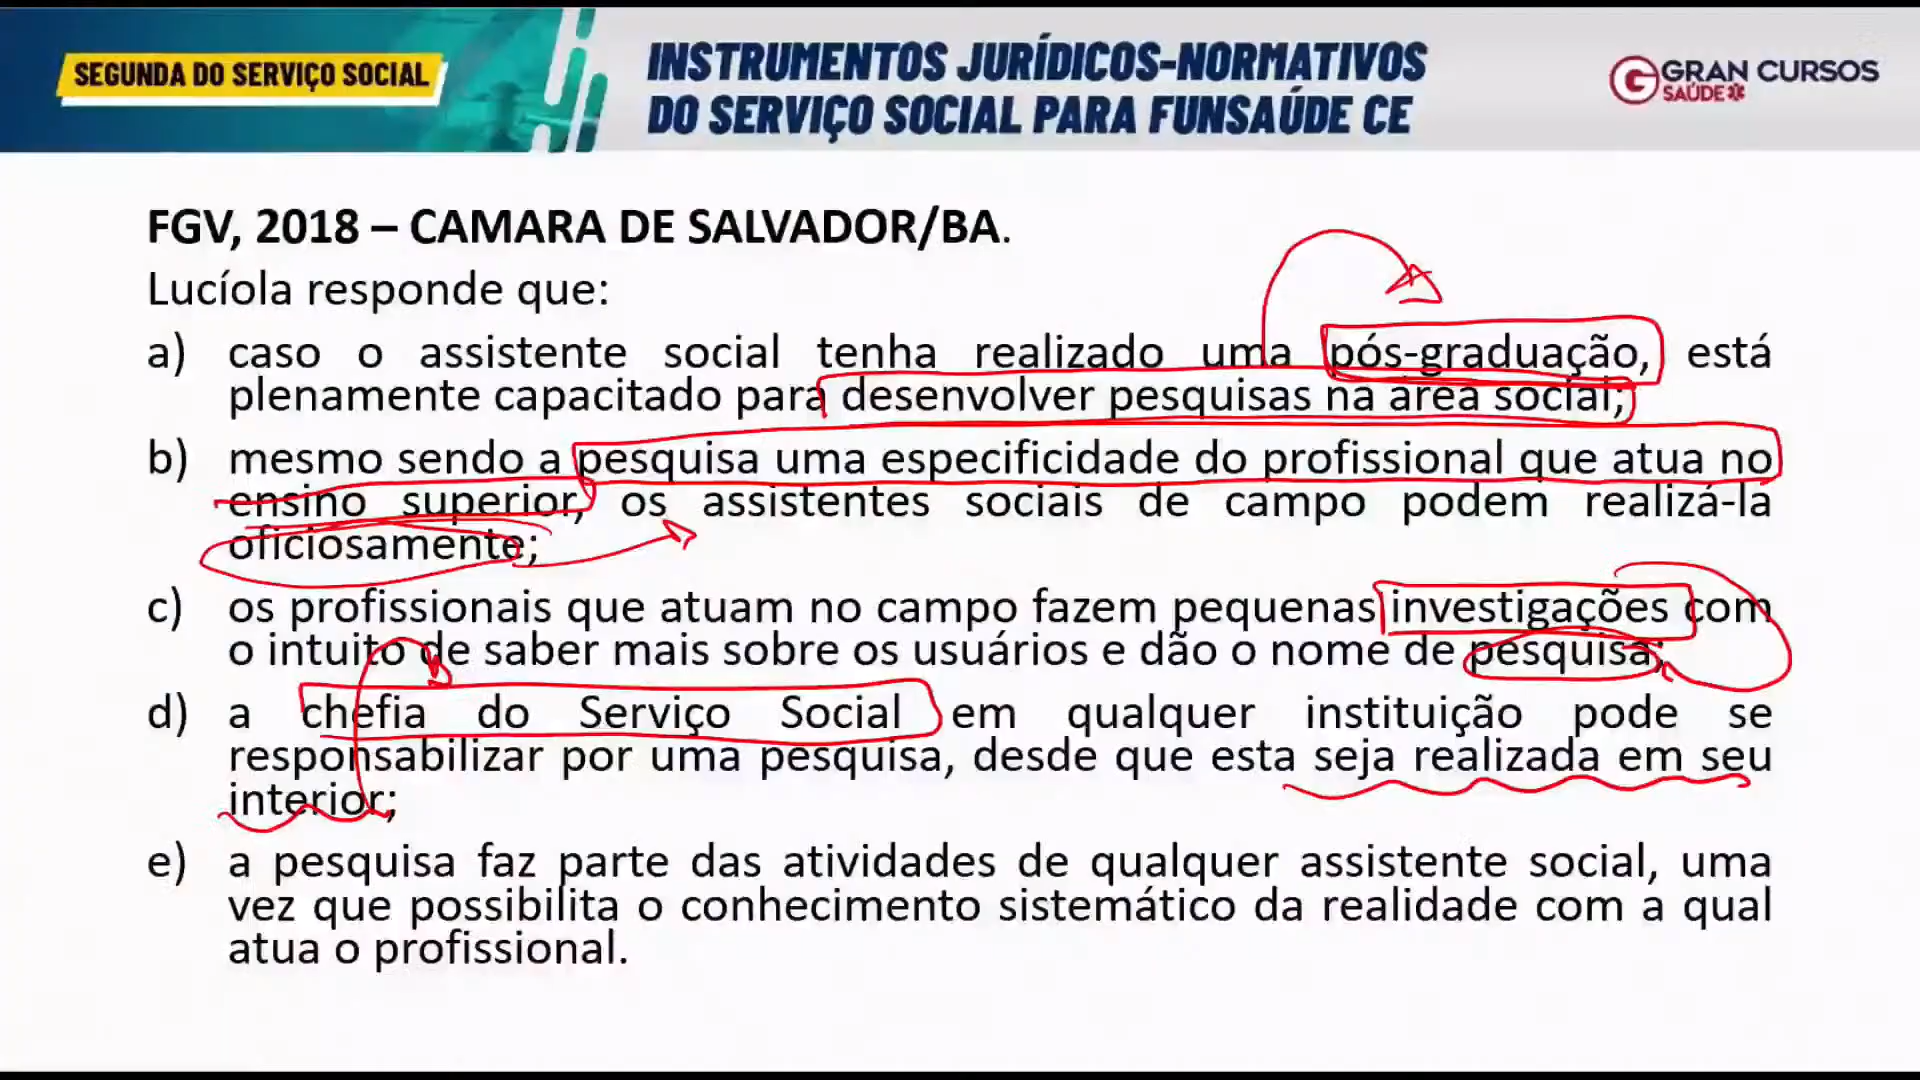 SEGUNDA DO SERVIÇO SOCIAL
INSTRUMENTOS JURÍDICOS-NORMATIVOS
DO SERVIÇO SOCIAL PARA FUNSAÚDE CE
GRAN CURSOS
SAÚDE
FGV, 2018 – CAMARA DE SALVADOR/BA.
Lucíola responde que:
a) caso o assistente social tenha realizado uma pós-graduação, está
plenamente capacitado para desenvolver pesquisas na área social;
b) mesmo sendo a pesquisa uma especificidade do profissional que atua no
ensino superior, os assistentes sociais de campo podem realizá-la
oficiosamente;
c) os profissionais que atuam no campo fazem pequenas investigações com
o intuito de saber mais sobre os usuários e dão o nome de pesquisa;
d) a chefia do Serviço Social em qualquer instituição pode se
responsabilizar por uma pesquisa, desde que esta seja realizada em seu
interior;
e) a pesquisa faz parte das atividades de qualquer assistente social, uma
vez que possibilita o conhecimento sistemático da realidade com a qual
atua o profissional.